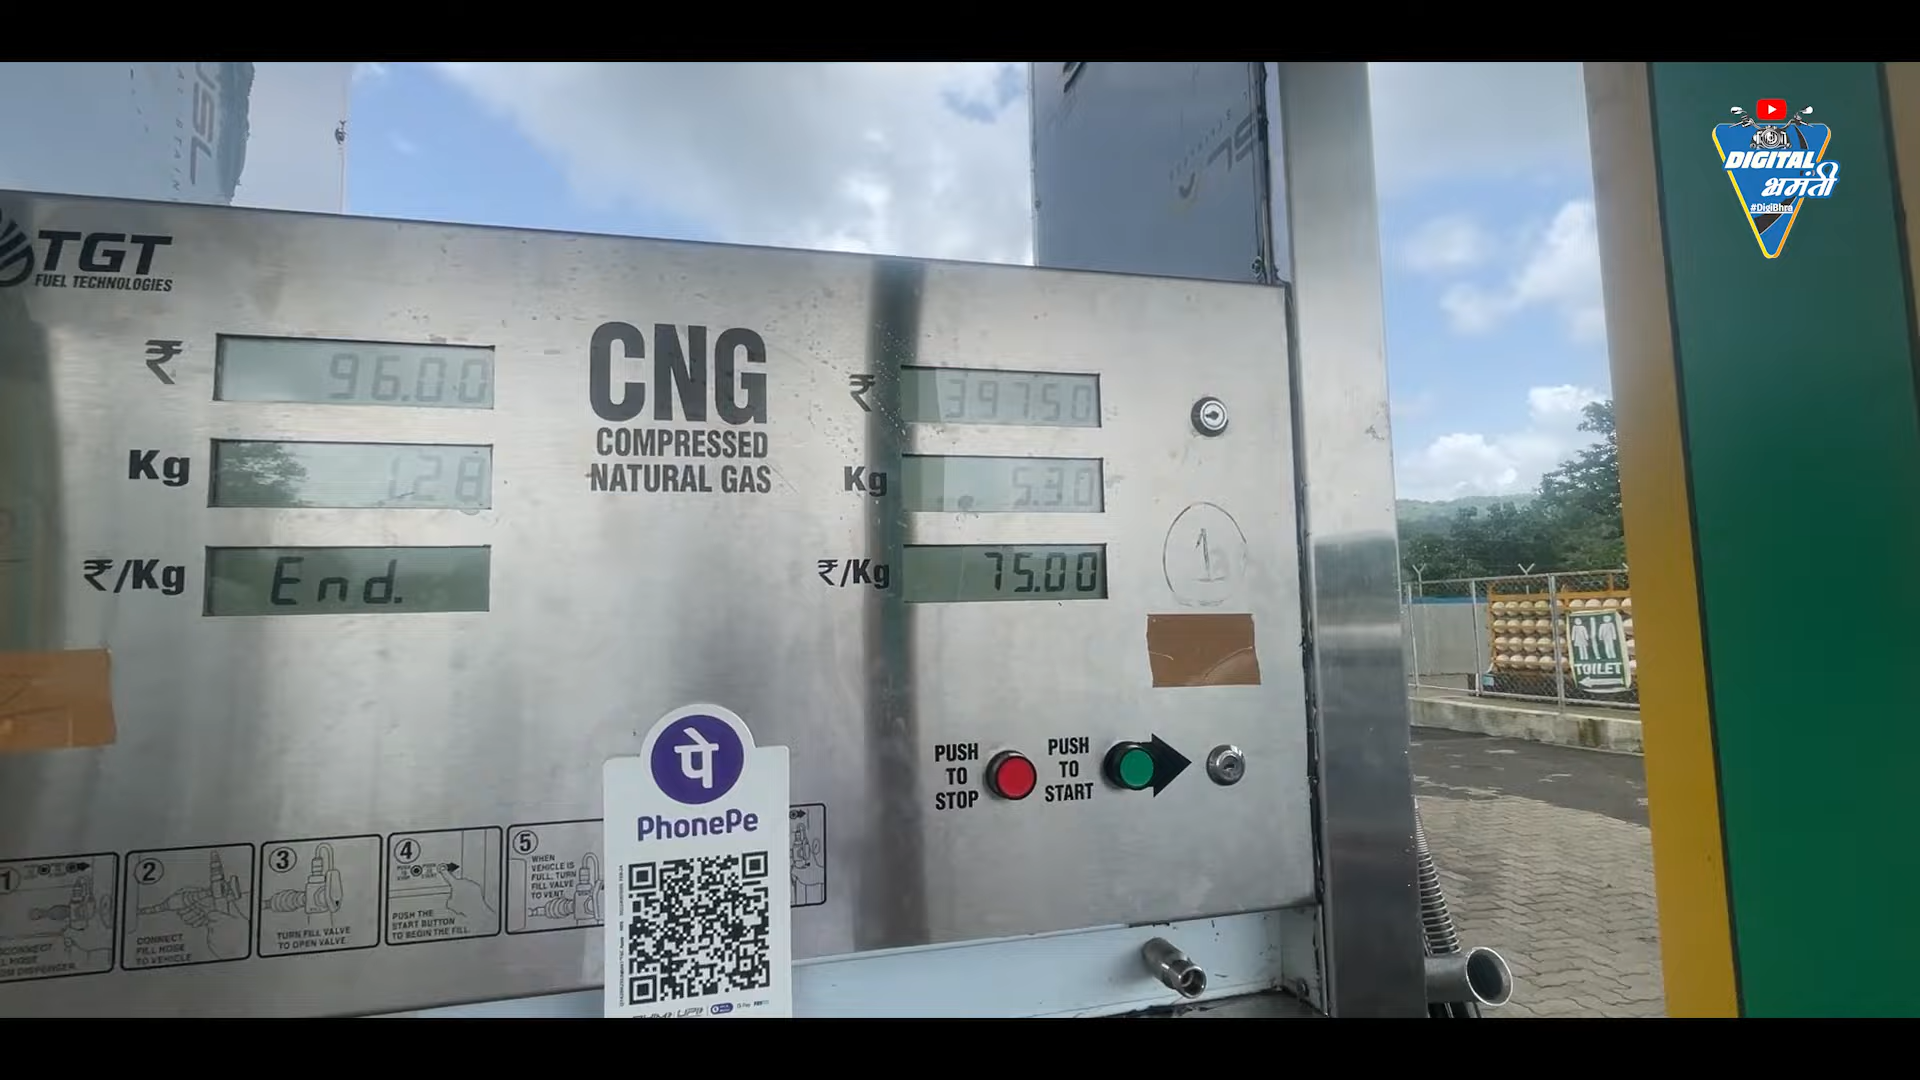 TGT
FUEL TECHNOLOGIES
₹ 96.00
Kg 1.28
₹/Kg End.
CNG
COMPRESSED
NATURAL GAS
₹ 397.50
Kg 5.30
₹/Kg 75.00
1
PUSH
TO
STOP
PUSH
TO
START
पे
PhonePe
1
2
CONNECT
FILL HOSE
TO VEHICLE
3
TURN FILL VALVE
TO OPEN VALVE
4
PUSH THE
START BUTTON
TO BEGIN THE FILL
5
WHEN
VEHICLE IS
FULL, TURN
FILL VALVE
TO VENT
TOILET
DIGITAL
भ्रमंती
#DigiBhra